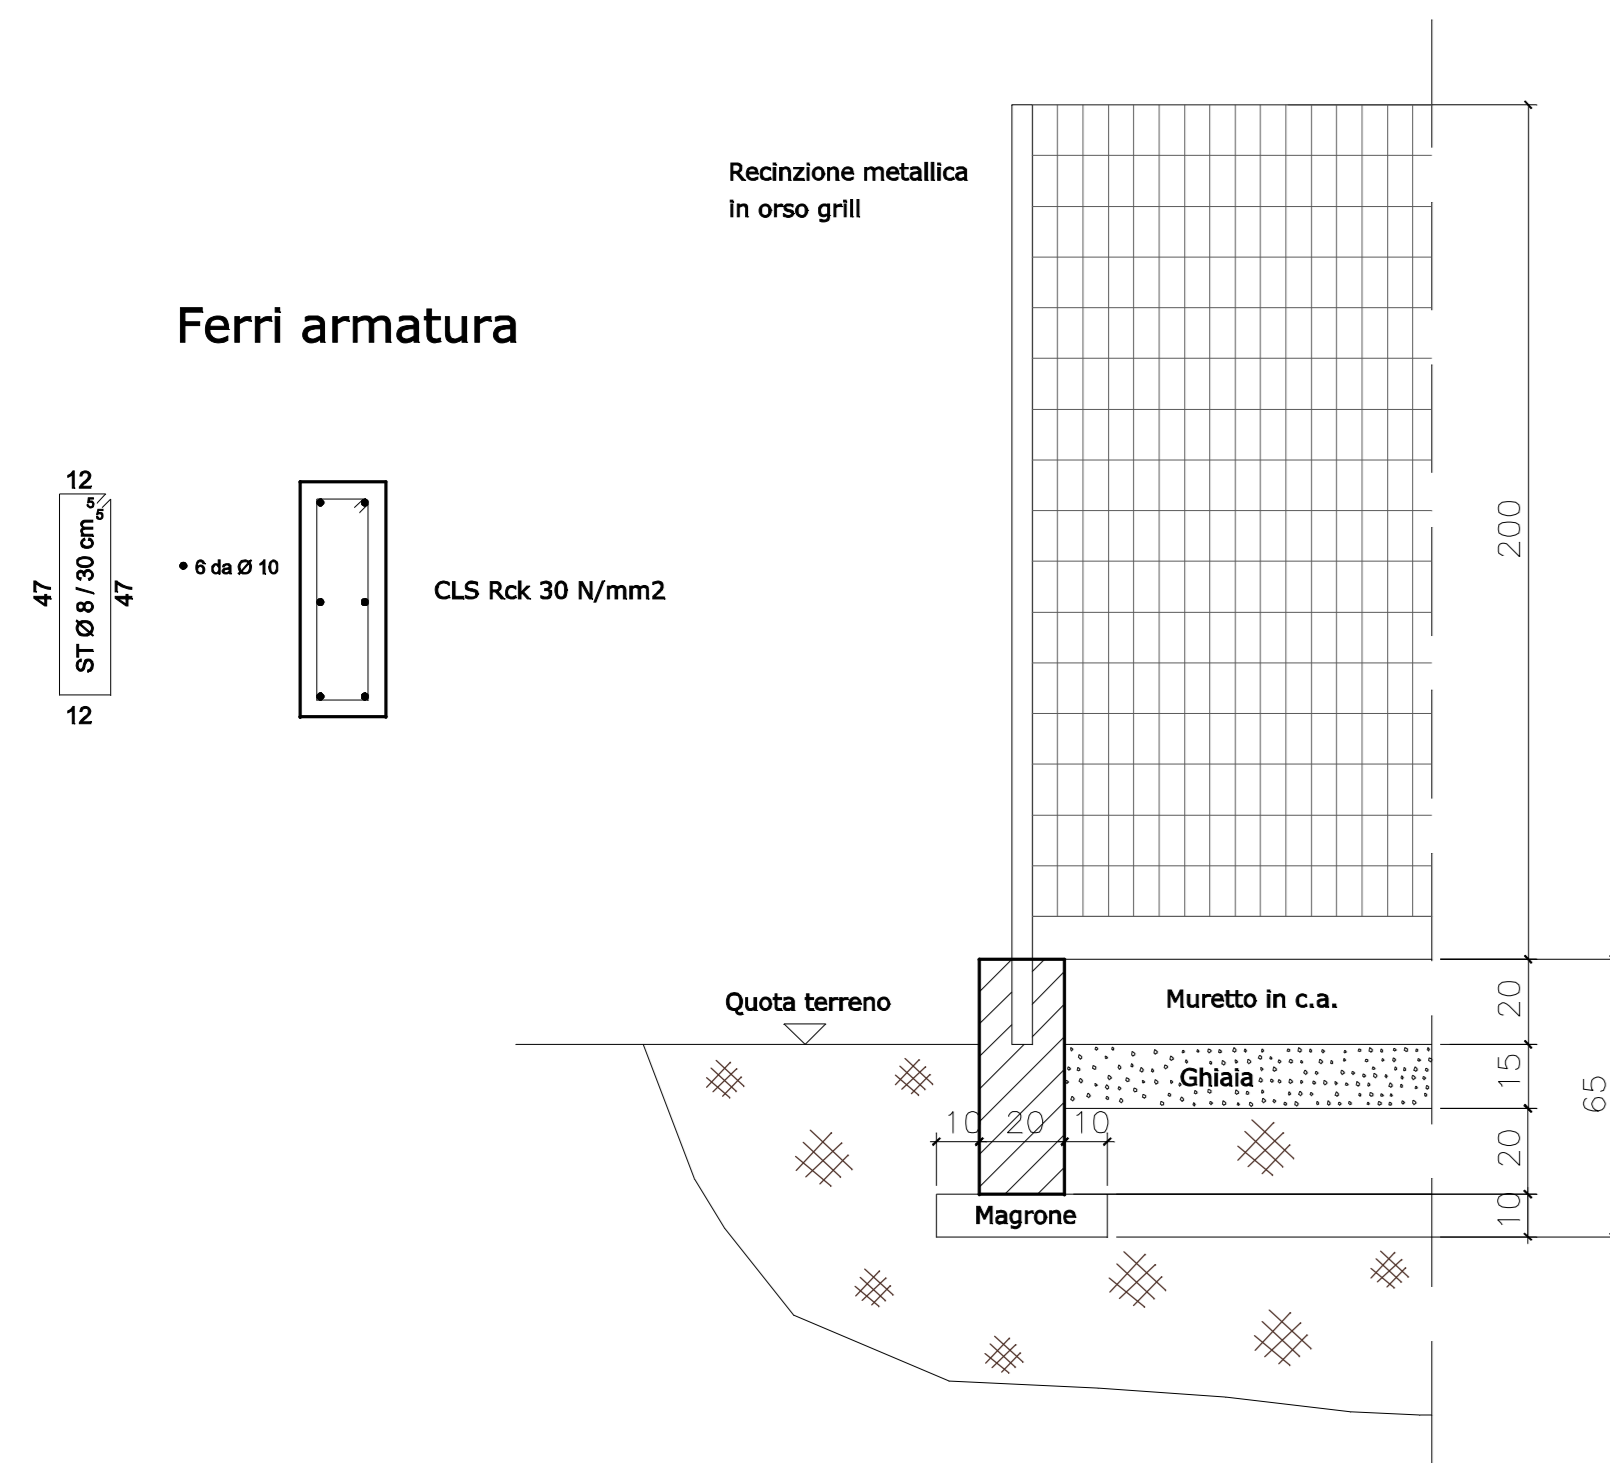 Recinzione metallica
in orso grill
Ferri armatura
12
5
5
47
ST Ø 8 / 30 cm
47
12
6 da Ø 10
CLS Rck 30 N/mm2
200
Quota terreno
Muretto in c.a.
20
Ghiaia
15
65
10 20 10
20
Magrone
10